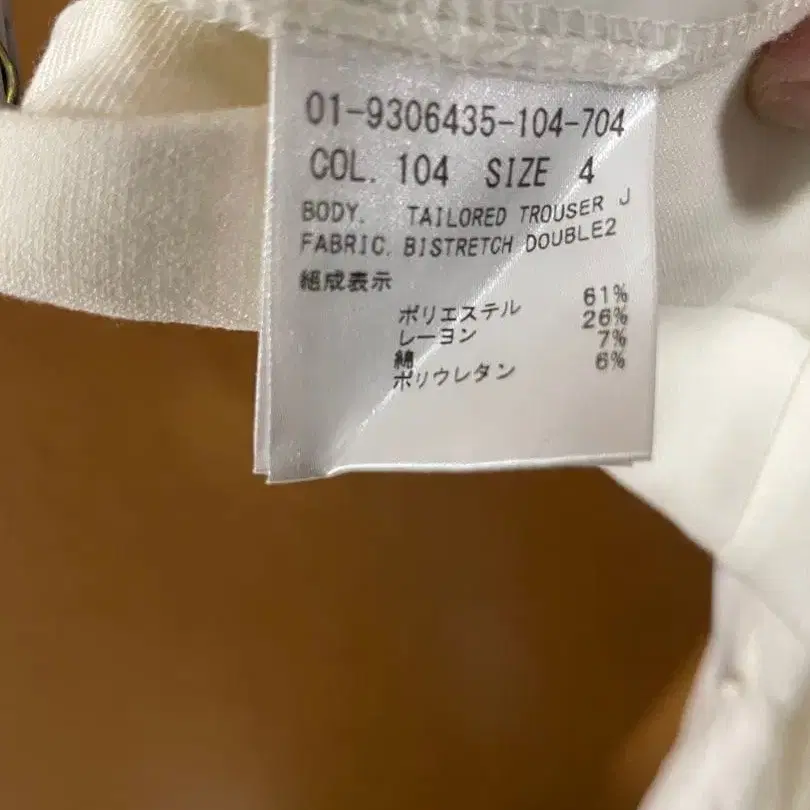 01-9306435-104-704
COL. 104 SIZE 4
BODY. TAILORED TROUSER J
FABRIC. BISTRETCH DOUBLE2
組成表示
ポリエステル 61%
レーヨン 26%
綿 7%
ポリウレタン 6%